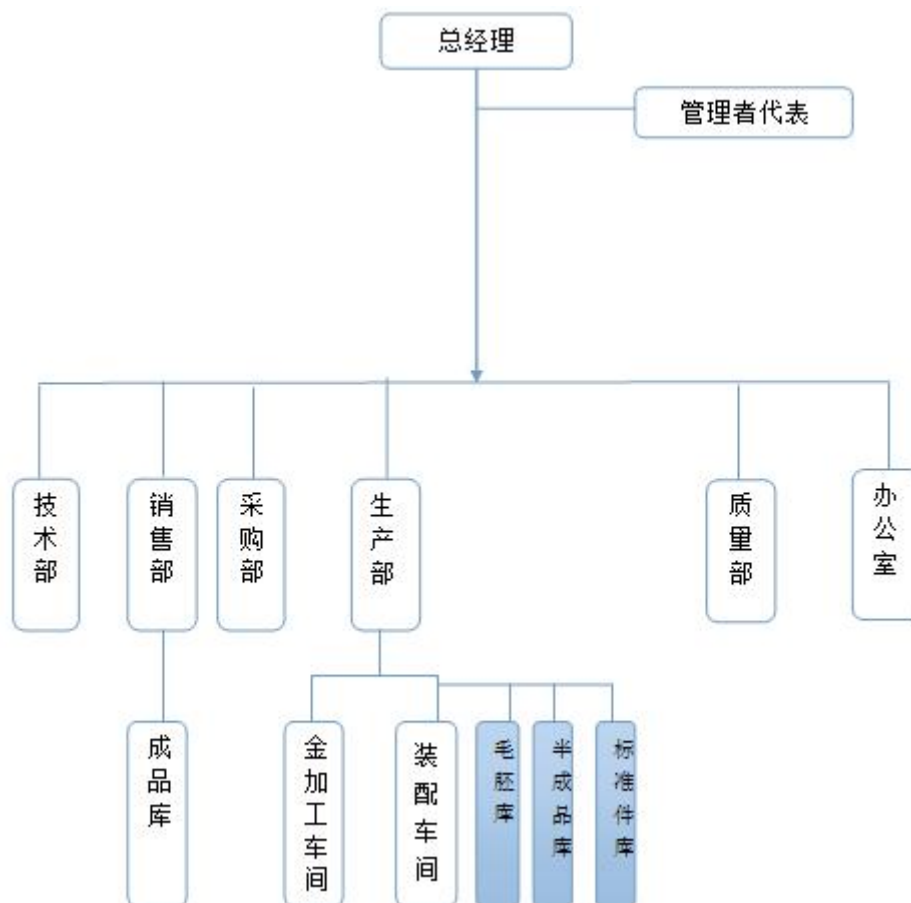 总经理
管理者代表
技术部
销售部
采购部
生产部
质量部
办公室
成品库
金加工车间
装配车间
毛胚库
半成品库
标准件库